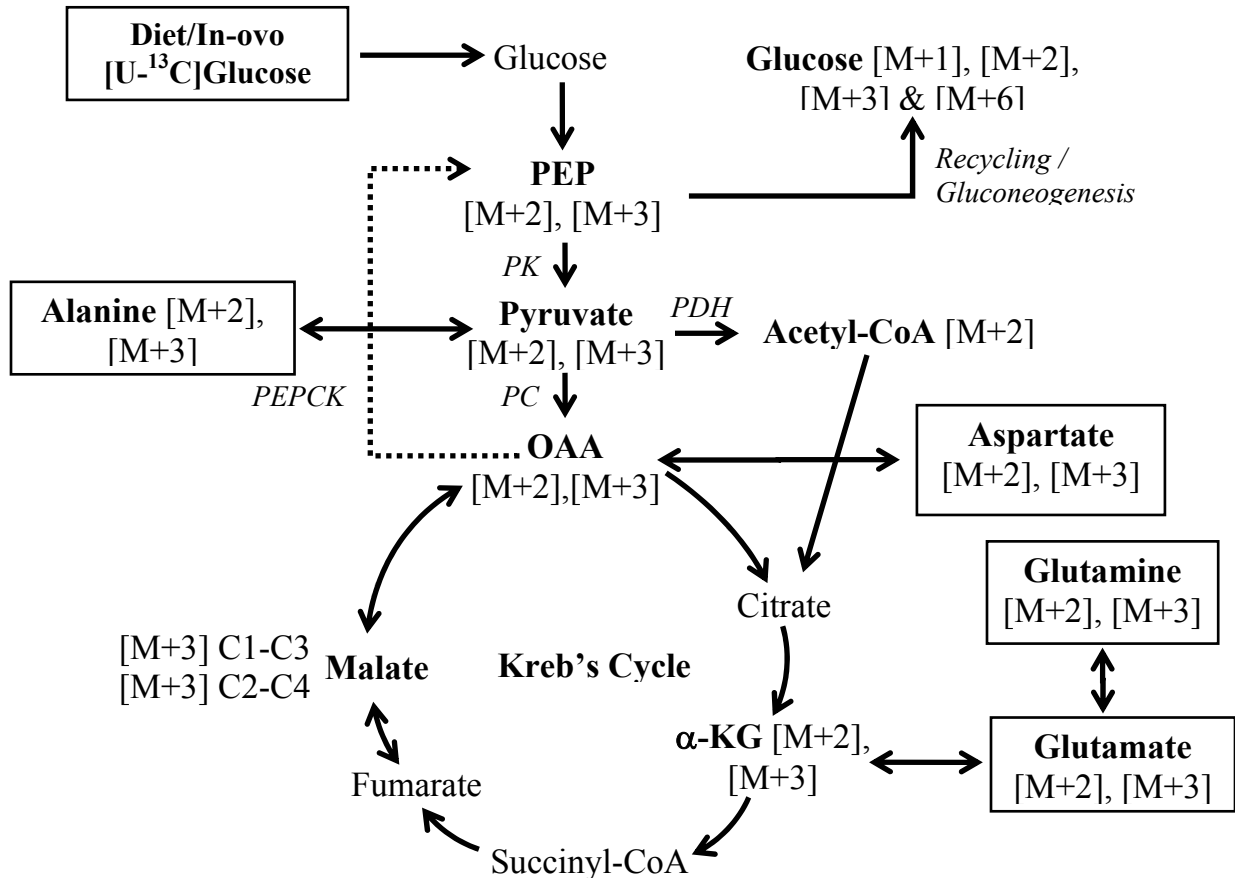 Diet/In-ovo
[U-¹³C]Glucose
Glucose
Glucose [M+1], [M+2],
[M+3] & [M+6]
Recycling /
Gluconeogenesis
PEP
[M+2], [M+3]
PK
Alanine [M+2],
[M+3]
Pyruvate
[M+2], [M+3]
PDH
Acetyl-CoA [M+2]
PEPCK
PC
OAA
[M+2],[M+3]
Aspartate
[M+2], [M+3]
Citrate
Glutamine
[M+2], [M+3]
[M+3] C1-C3
[M+3] C2-C4
Malate
Kreb’s Cycle
α-KG [M+2],
[M+3]
Glutamate
[M+2], [M+3]
Fumarate
Succinyl-CoA